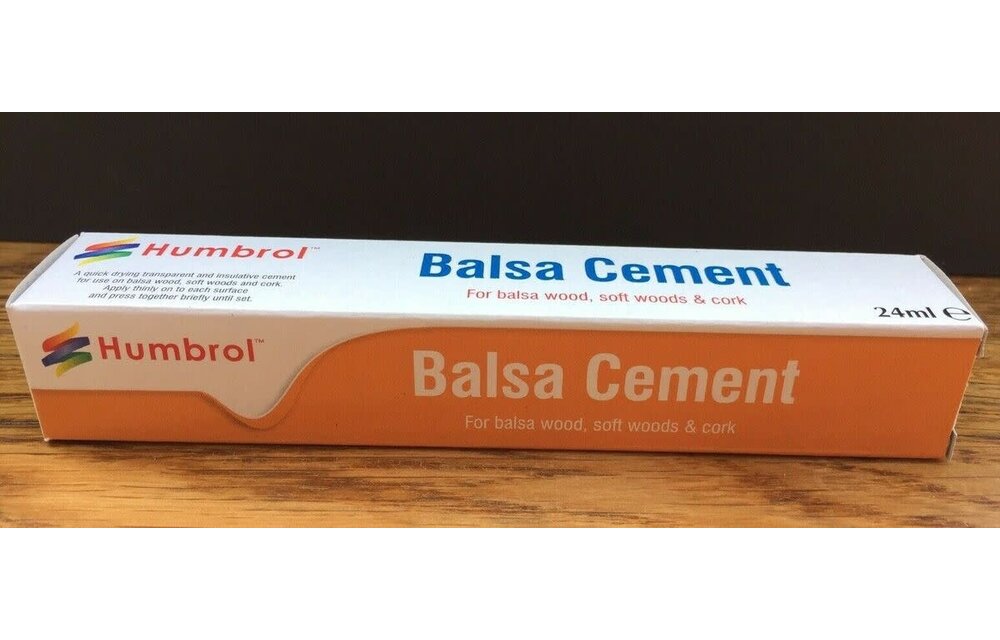 Humbrol™
A quick drying transparent and insulative cement
for use on balsa wood, soft woods and cork.
Apply thinly on to each surface
and press together briefly until set.
Balsa Cement
For balsa wood, soft woods & cork
24ml ℮
Humbrol™
Balsa Cement
For balsa wood, soft woods & cork